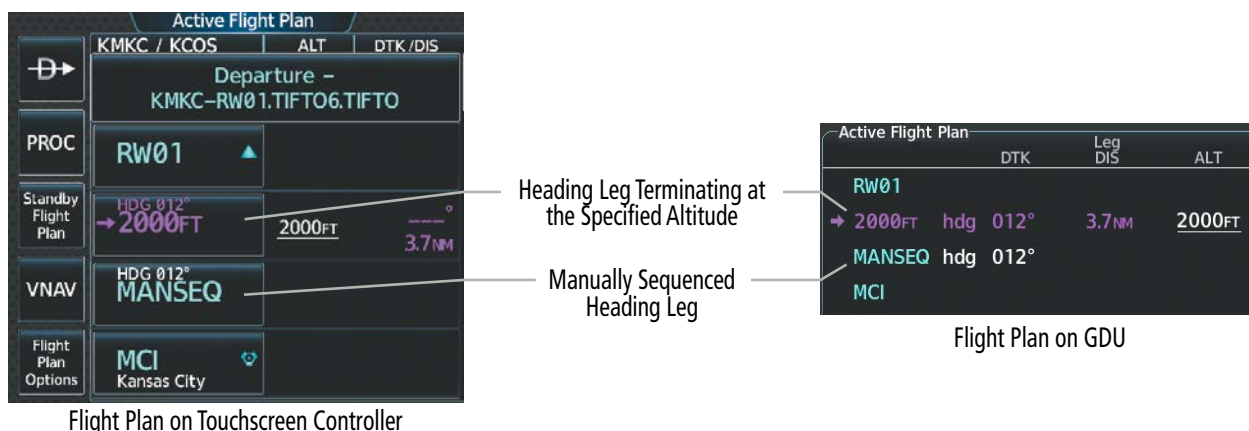 Active Flight Plan
KMKC / KCOS ALT DTK/DIS
Departure –
KMKC–RW01.TIFTO6.TIFTO
PROC
RW01
Standby
Flight
Plan
HDG 012°
2000FT 2000FT ___°
3.7NM
VNAV
HDG 012°
MANSEQ
Flight
Plan
Options
MCI
Kansas City
Flight Plan on Touchscreen Controller
Heading Leg Terminating at
the Specified Altitude
Manually Sequenced
Heading Leg
Active Flight Plan
DTK Leg DIS ALT
RW01
2000FT hdg 012° 3.7NM 2000FT
MANSEQ hdg 012°
MCI
Flight Plan on GDU